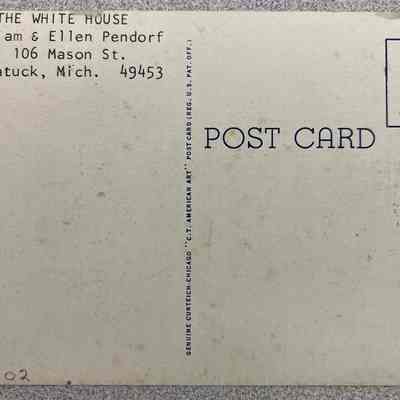 THE WHITE HOUSE
am & Ellen Pendorf
106 Mason St.
atuck, Mich. 49453
POST CARD
GENUINE CURTEICH-CHICAGO "C.T. AMERICAN ART" POST CARD (REG. U.S. PAT. OFF.)
02